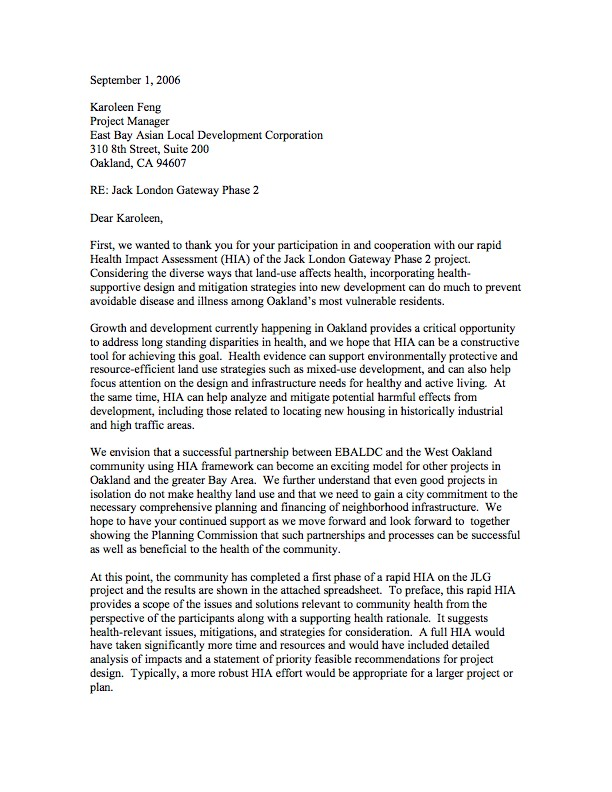 September 1, 2006
Karoleen Feng
Project Manager
East Bay Asian Local Development Corporation
310 8th Street, Suite 200
Oakland, CA 94607
RE: Jack London Gateway Phase 2
Dear Karoleen,
First, we wanted to thank you for your participation in and cooperation with our rapid
Health Impact Assessment (HIA) of the Jack London Gateway Phase 2 project.
Considering the diverse ways that land-use affects health, incorporating health-
supportive design and mitigation strategies into new development can do much to prevent
avoidable disease and illness among Oakland's most vulnerable residents.
Growth and development currently happening in Oakland provides a critical opportunity
to address long standing disparities in health, and we hope that HIA can be a constructive
tool for achieving this goal.  Health evidence can support environmentally protective and
resource-efficient land use strategies such as mixed-use development, and can also help
focus attention on the design and infrastructure needs for healthy and active living.  At
the same time, HIA can help analyze and mitigate potential harmful effects from
development, including those related to locating new housing in historically industrial
and high traffic areas.
We envision that a successful partnership between EBALDC and the West Oakland
community using HIA framework can become an exciting model for other projects in
Oakland and the greater Bay Area.  We further understand that even good projects in
isolation do not make healthy land use and that we need to gain a city commitment to the
necessary comprehensive planning and financing of neighborhood infrastructure.  We
hope to have your continued support as we move forward and look forward to  together
showing the Planning Commission that such partnerships and processes can be successful
as well as beneficial to the health of the community.
At this point, the community has completed a first phase of a rapid HIA on the JLG
project and the results are shown in the attached spreadsheet.  To preface, this rapid HIA
provides a scope of the issues and solutions relevant to community health from the
perspective of the participants along with a supporting health rationale.  It suggests
health-relevant issues, mitigations, and strategies for consideration.  A full HIA would
have taken significantly more time and resources and would have included detailed
analysis of impacts and a statement of priority feasible recommendations for project
design.  Typically, a more robust HIA effort would be appropriate for a larger project or
plan.